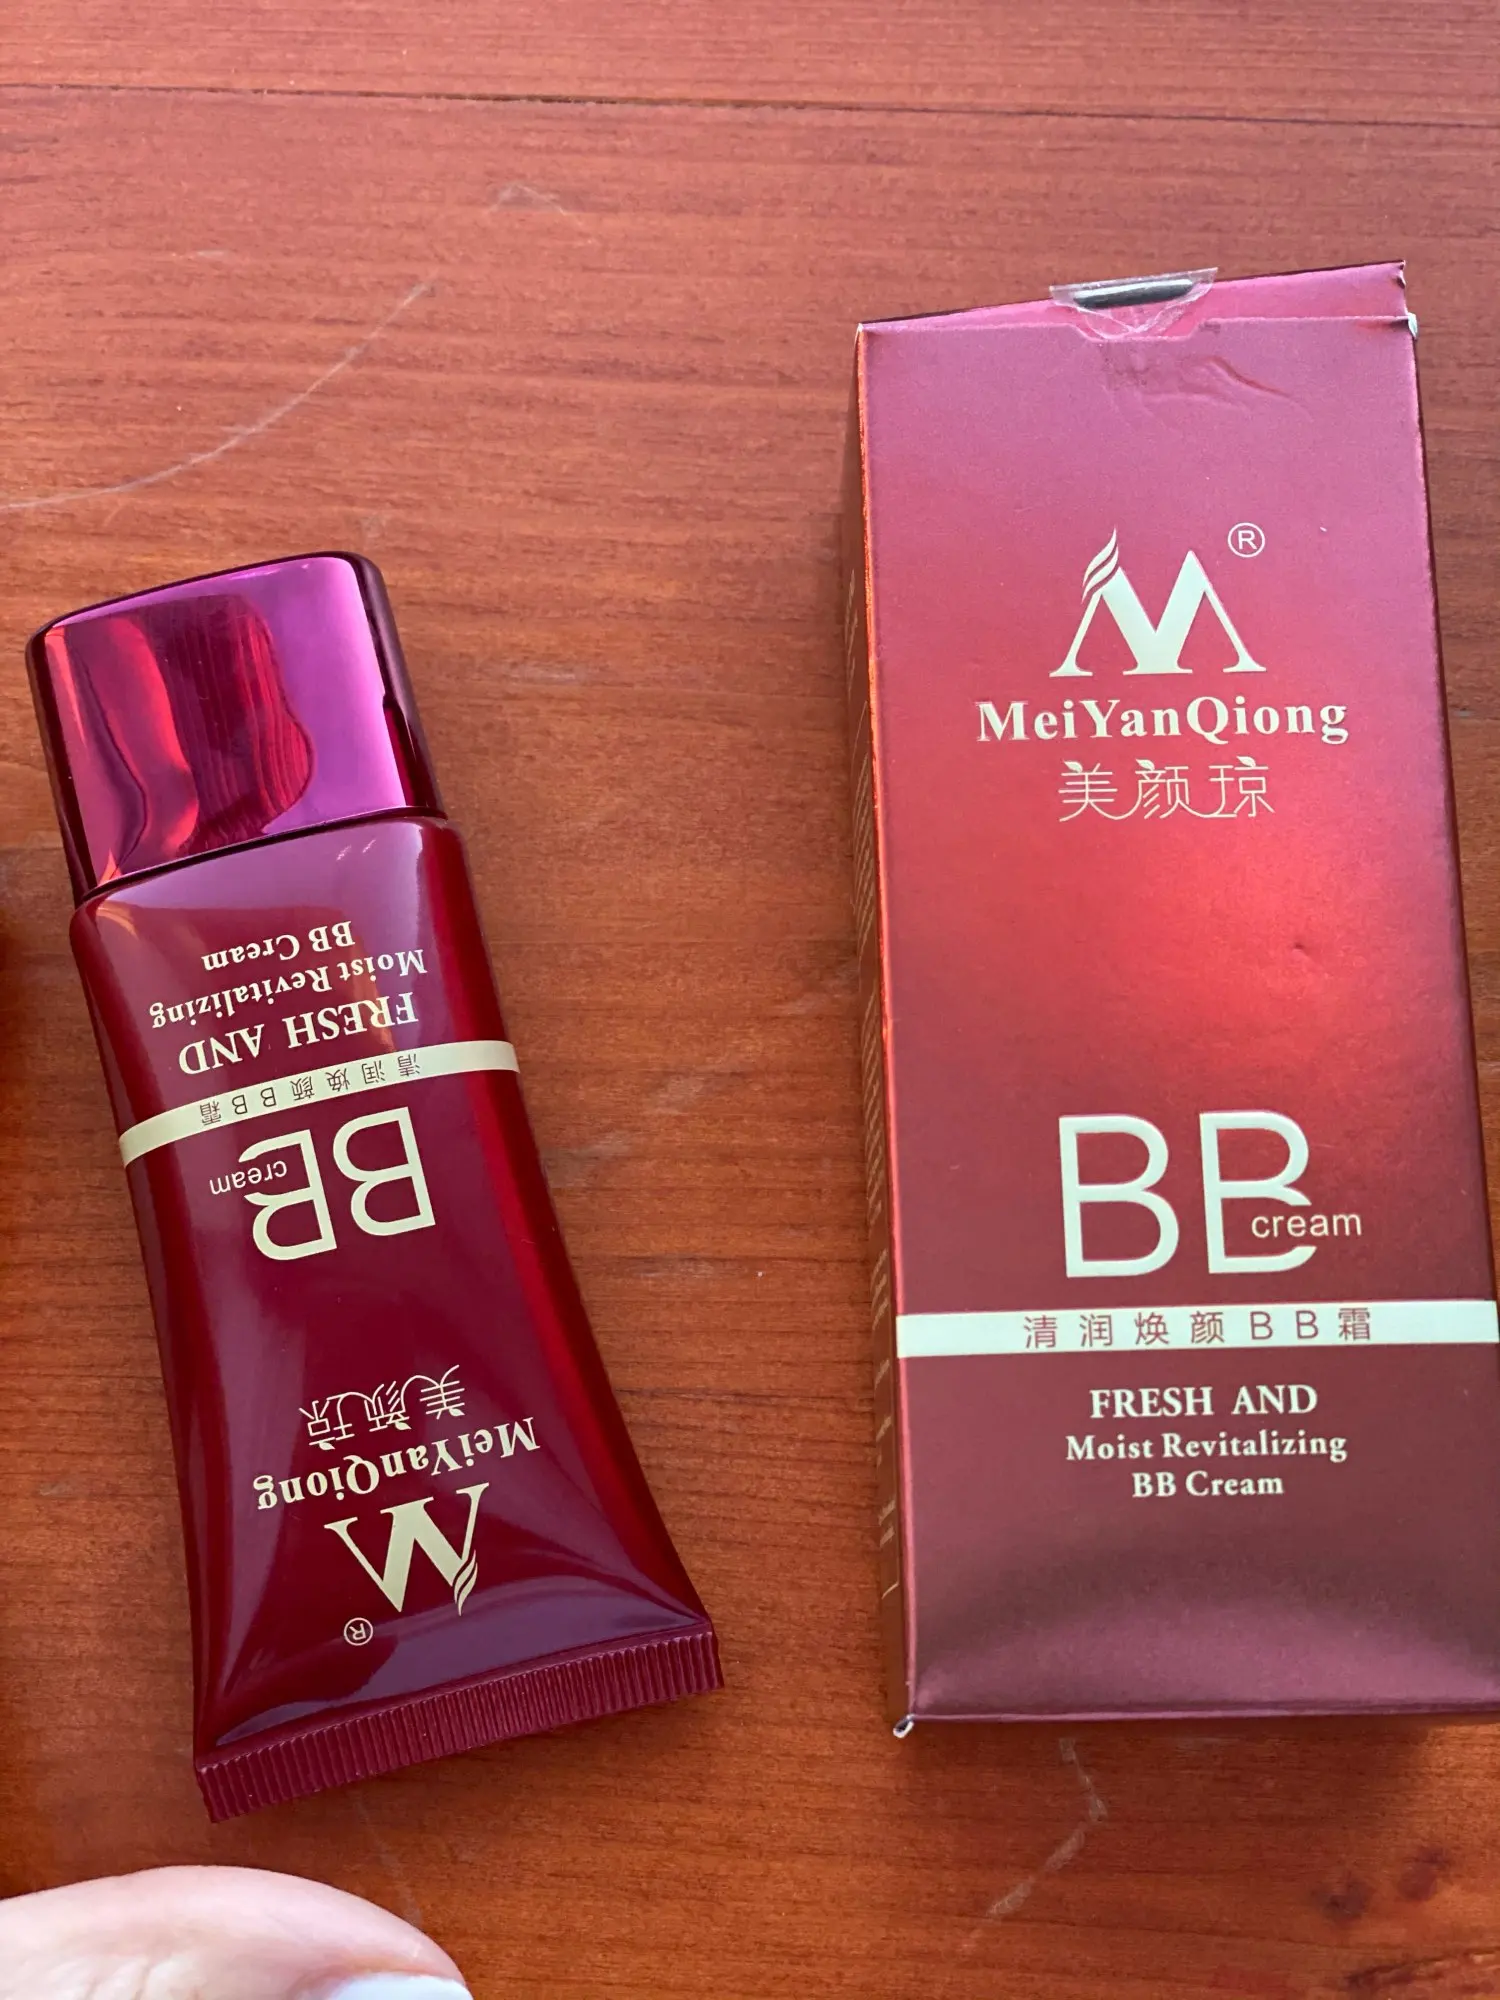 BB Cream
Moist Revitalizing
FRESH AND
清润焕颜BB霜
BB
cream
美颜琼
MeiYanQiong
®
®
MeiYanQiong
美颜琼
BB
cream
清润焕颜BB霜
FRESH AND
Moist Revitalizing
BB Cream